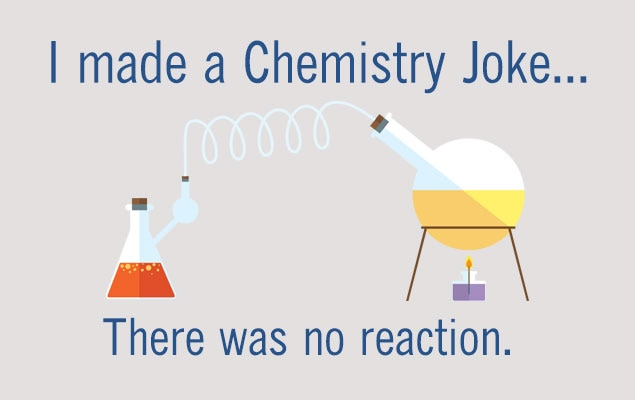 I made a Chemistry Joke...
There was no reaction.